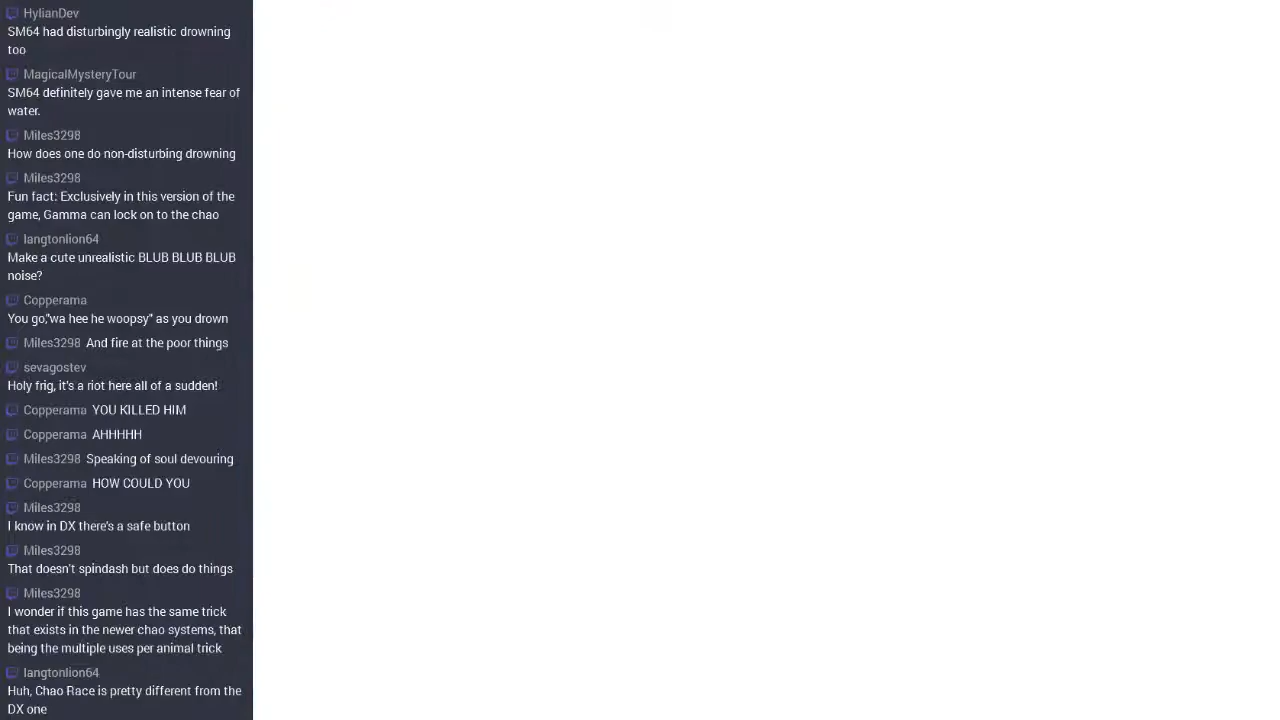 HylianDev
SM64 had disturbingly realistic drowning
too
MagicalMysteryTour
SM64 definitely gave me an intense fear of
water.
Miles3298
How does one do non-disturbing drowning
Miles3298
Fun fact: Exclusively in this version of the
game, Gamma can lock on to the chao
langtonlion64
Make a cute unrealistic BLUB BLUB BLUB
noise?
Copperama
You go,"wa hee he woopsy" as you drown
Miles3298 And fire at the poor things
sevagostev
Holy frig, it's a riot here all of a sudden!
Copperama YOU KILLED HIM
Copperama AHHHHH
Miles3298 Speaking of soul devouring
Copperama HOW COULD YOU
Miles3298
I know in DX there's a safe button
Miles3298
That doesn't spindash but does do things
Miles3298
I wonder if this game has the same trick
that exists in the newer chao systems, that
being the multiple uses per animal trick
langtonlion64
Huh, Chao Race is pretty different from the
DX one